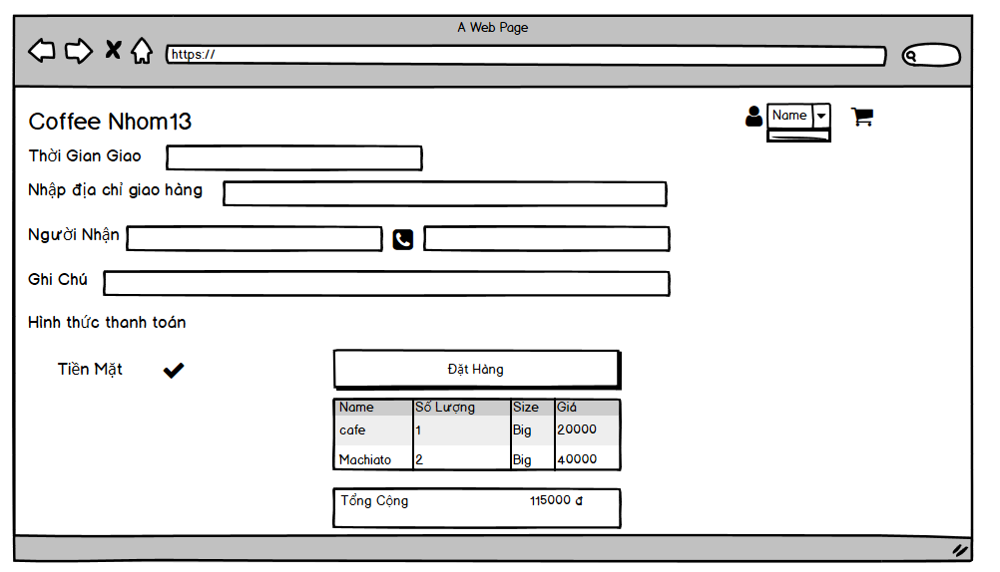 A Web Page
https://
Coffee Nhom13
Name
Thời Gian Giao
Nhập địa chỉ giao hàng
Người Nhận
Ghi Chú
Hình thức thanh toán
Tiền Mặt
Đặt Hàng
Name Số Lượng Size Giá
cafe 1 Big 20000
Machiato 2 Big 40000
Tổng Cộng 115000 đ